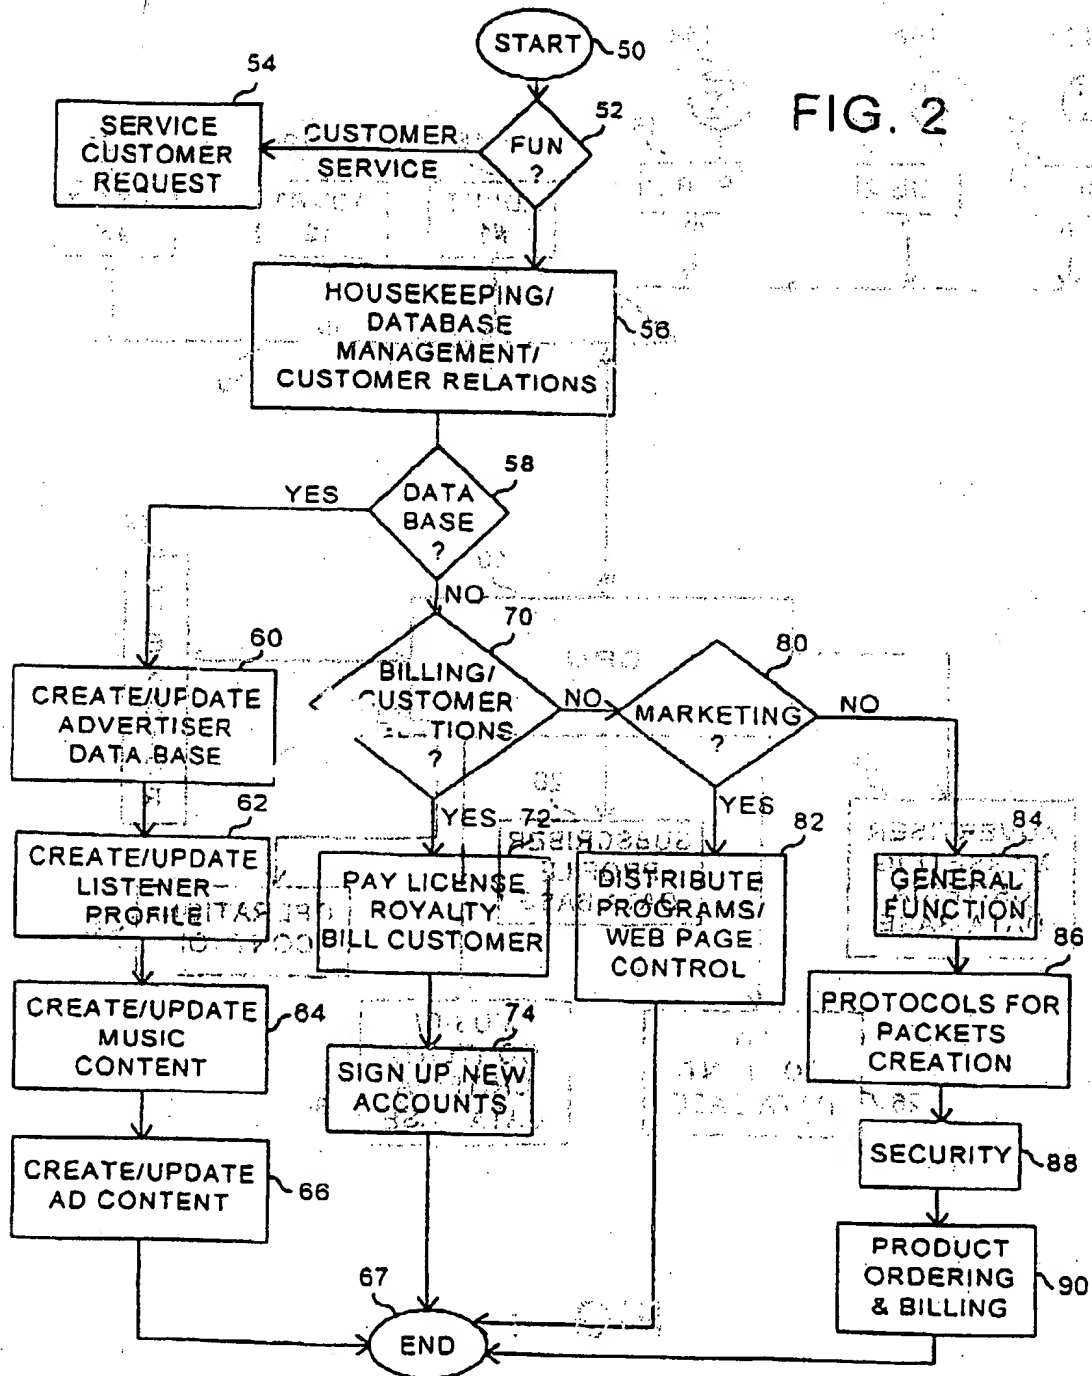 FIG. 2
START
50
52
FUN
?
CUSTOMER
SERVICE
54
SERVICE
CUSTOMER
REQUEST
HOUSEKEEPING/
DATABASE
MANAGEMENT/
CUSTOMER RELATIONS
56
58
DATA
BASE
?
YES
NO
60
CREATE/UPDATE
ADVERTISER
DATA BASE
62
CREATE/UPDATE
LISTENER
PROFILE
CREATE/UPDATE
MUSIC
CONTENT
64
CREATE/UPDATE
AD CONTENT
66
70
BILLING/
CUSTOMER
?
NO
YES
72
PAY LICENSE
ROYALTY
BILL CUSTOMER
74
SIGN UP NEW
ACCOUNTS
80
MARKETING
?
NO
YES
82
DISTRIBUTE
PROGRAMS/
WEB PAGE
CONTROL
84
GENERAL
FUNCTION
86
PROTOCOLS FOR
PACKETS
CREATION
SECURITY
88
PRODUCT
ORDERING
& BILLING
90
67
END